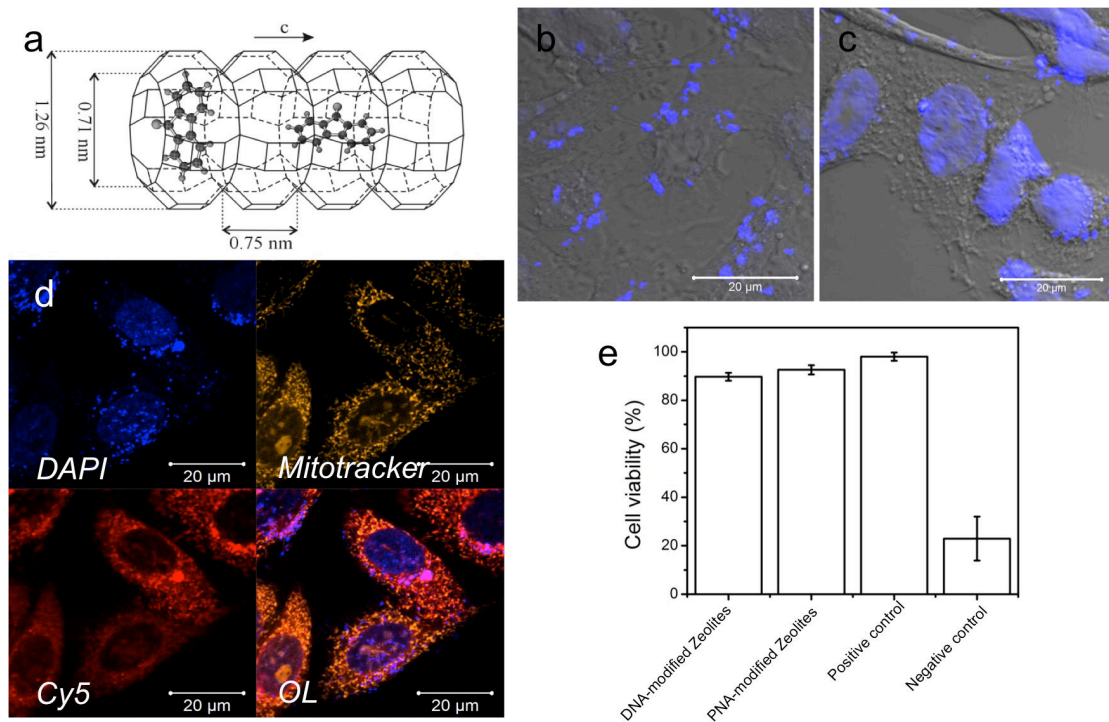 a
c
1.26 nm
0.71 nm
0.75 nm
b
20 µm
c
20 µm
d
DAPI
20 µm
Mitotracker
20 µm
Cy5
20 µm
OL
20 µm
e
Cell viability (%)
100
80
60
40
20
0
DNA-modified Zeolites
PNA-modified Zeolites
Positive control
Negative control